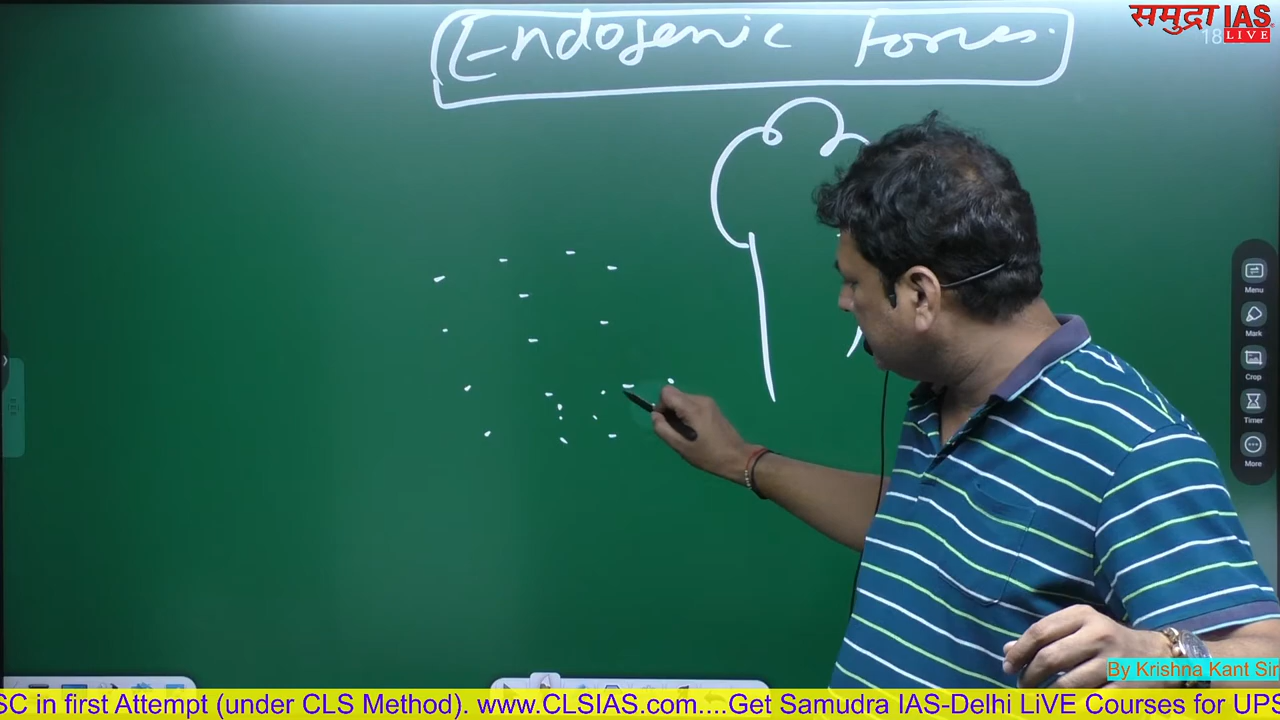 Endogenic Forces.
समुद्रा IAS
LIVE
18
Menu
Mark
Crop
Timer
More
By Krishna Kant Sir
SC in first Attempt (under CLS Method). www.CLSIAS.com....Get Samudra IAS-Delhi LiVE Courses for UPS